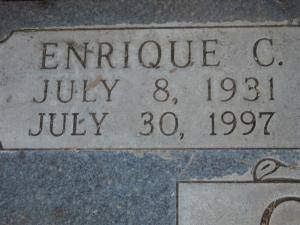 ENRIQUE C.
JULY 8, 1931
JULY 30, 1997